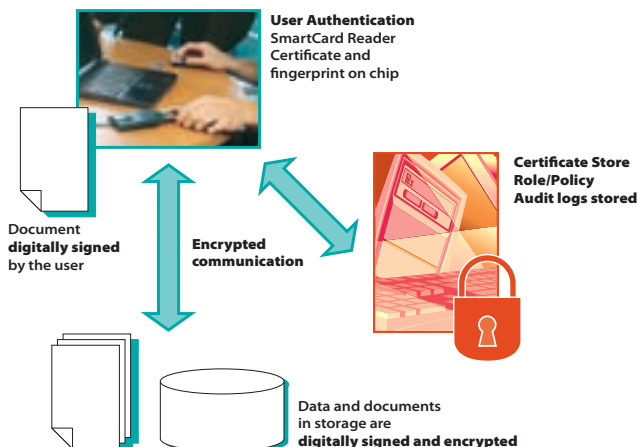 User Authentication
SmartCard Reader
Certificate and
fingerprint on chip
Certificate Store
Role/Policy
Audit logs stored
Document
digitally signed
by the user
Encrypted
communication
Data and documents
in storage are
digitally signed and encrypted